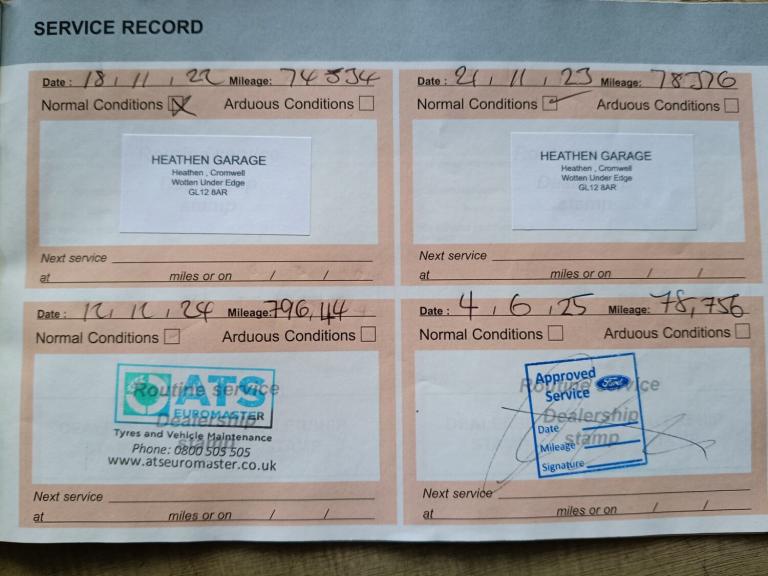 SERVICE RECORD
Date : 18 , 11 , 22 Mileage: 74534
Normal Conditions Arduous Conditions
HEATHEN GARAGE
Heathen , Cromwell
Wotten Under Edge
GL12 8AR
Next service
at miles or on / /
Date : 21 , 11 , 23 Mileage: 78376
Normal Conditions Arduous Conditions
HEATHEN GARAGE
Heathen , Cromwell
Wotten Under Edge
GL12 8AR
Next service
at miles or on / /
Date : 12 , 12 , 24 Mileage: 796,44
Normal Conditions Arduous Conditions
Routine service
Dealership
stamp
ATS
EUROMASTER
Tyres and Vehicle Maintenance
Phone: 0800 505 505
www.atseuromaster.co.uk
Next service
at miles or on / /
Date : 4 , 6 , 25 Mileage: 78,756
Normal Conditions Arduous Conditions
Routine service
Dealership
stamp
Approved
Service Ford
Date
Mileage
Signature
Next service
at miles or on / /